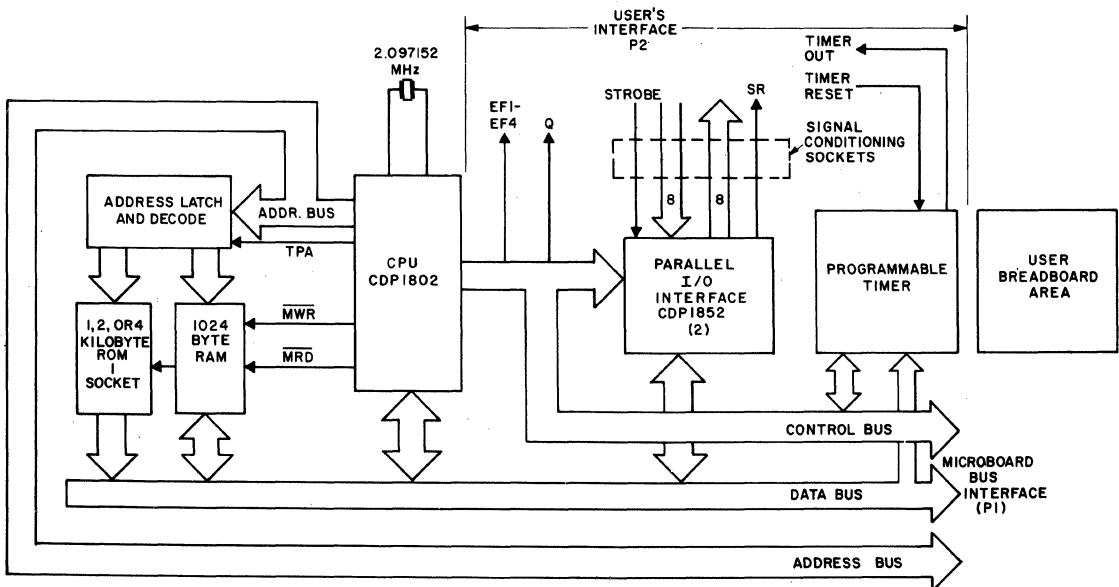 USER'S
INTERFACE
P2
2.097152
MHz
TIMER
OUT
TIMER
RESET
EF1-
EF4
Q
STROBE
SR
SIGNAL
CONDITIONING
SOCKETS
8
8
ADDRESS LATCH
AND DECODE
ADDR. BUS
TPA
CPU
CDP1802
PARALLEL
I/O
INTERFACE
CDP1852
(2)
PROGRAMMABLE
TIMER
USER
BREADBOARD
AREA
1, 2, OR 4
KILOBYTE
ROM
1
SOCKET
1024
BYTE
RAM
MWR
MRD
CONTROL BUS
MICROBOARD
BUS
INTERFACE
(P1)
DATA BUS
ADDRESS BUS